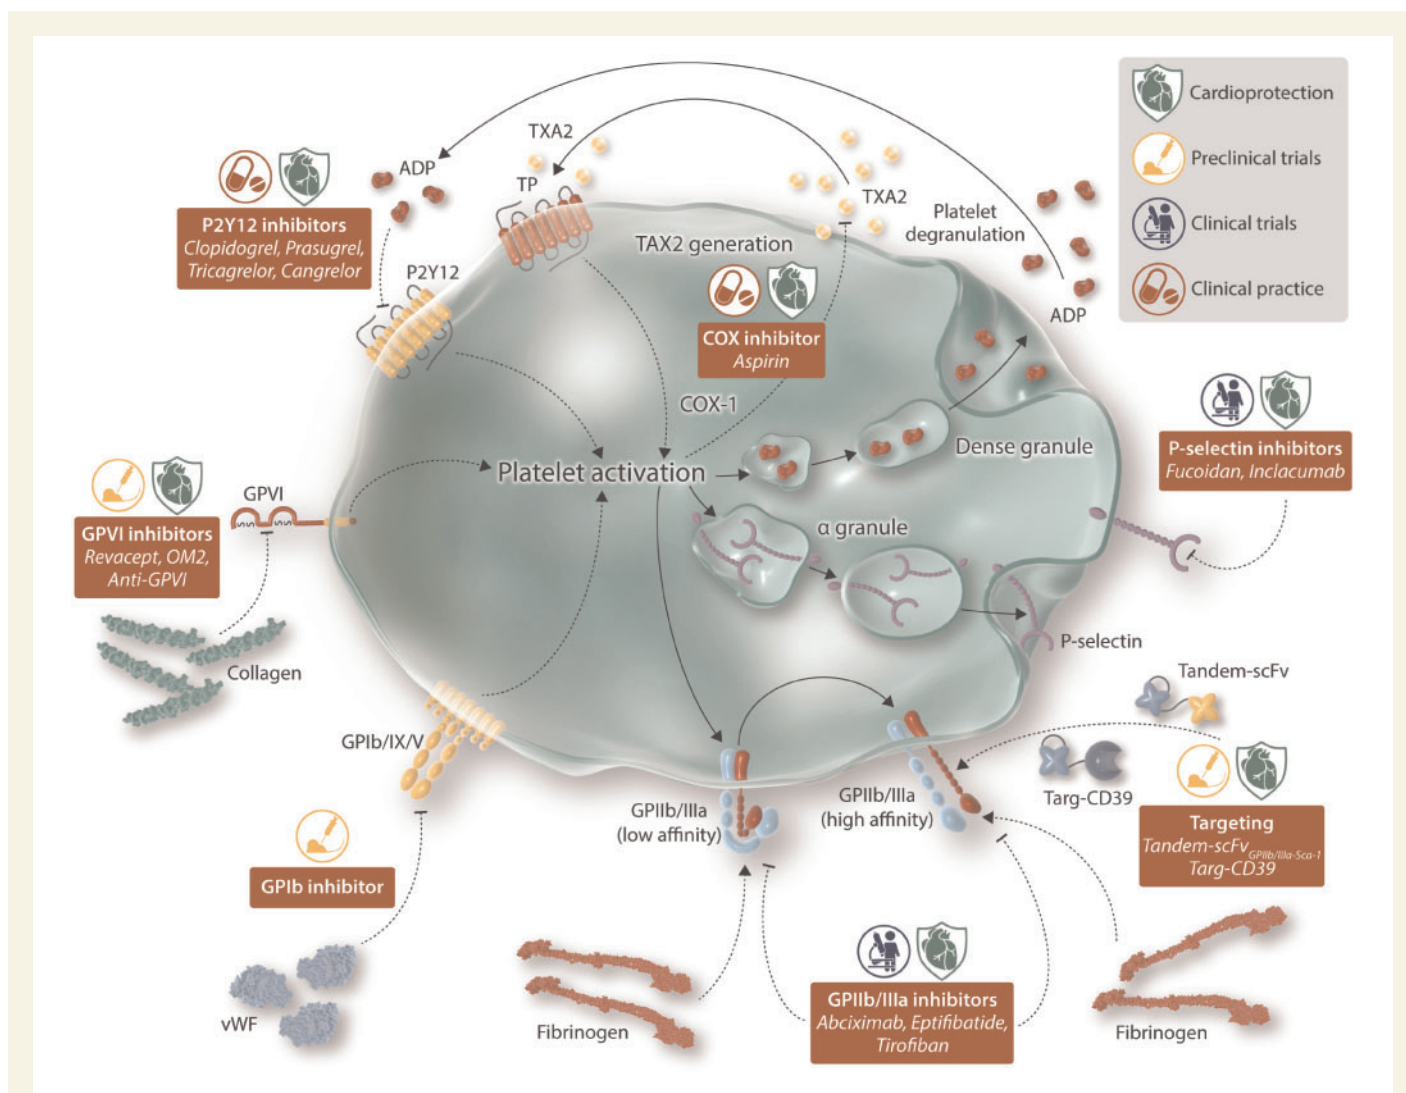 Cardioprotection
Preclinical trials
Clinical trials
Clinical practice
TXA2
ADP
TP
TXA2
Platelet
degranulation
P2Y12 inhibitors
Clopidogrel, Prasugrel,
Tricagrelor, Cangrelor
TAX2 generation
P2Y12
ADP
COX inhibitor
Aspirin
COX-1
Dense granule
P-selectin inhibitors
Fucoidan, Inclacumab
Platelet activation
GPVI
S S
S S
GPVI inhibitors
Revacept, OM2,
Anti-GPVI
α granule
P-selectin
Collagen
Tandem-scFv
GPIb/IX/V
GPIIb/IIIa
(low affinity)
GPIIb/IIIa
(high affinity)
Targ-CD39
Targeting
Tandem-scFvGPIIb/IIIa-Sca-1
Targ-CD39
GPIb inhibitor
GPIIb/IIIa inhibitors
Abciximab, Eptifibatide,
Tirofiban
vWF
Fibrinogen
Fibrinogen